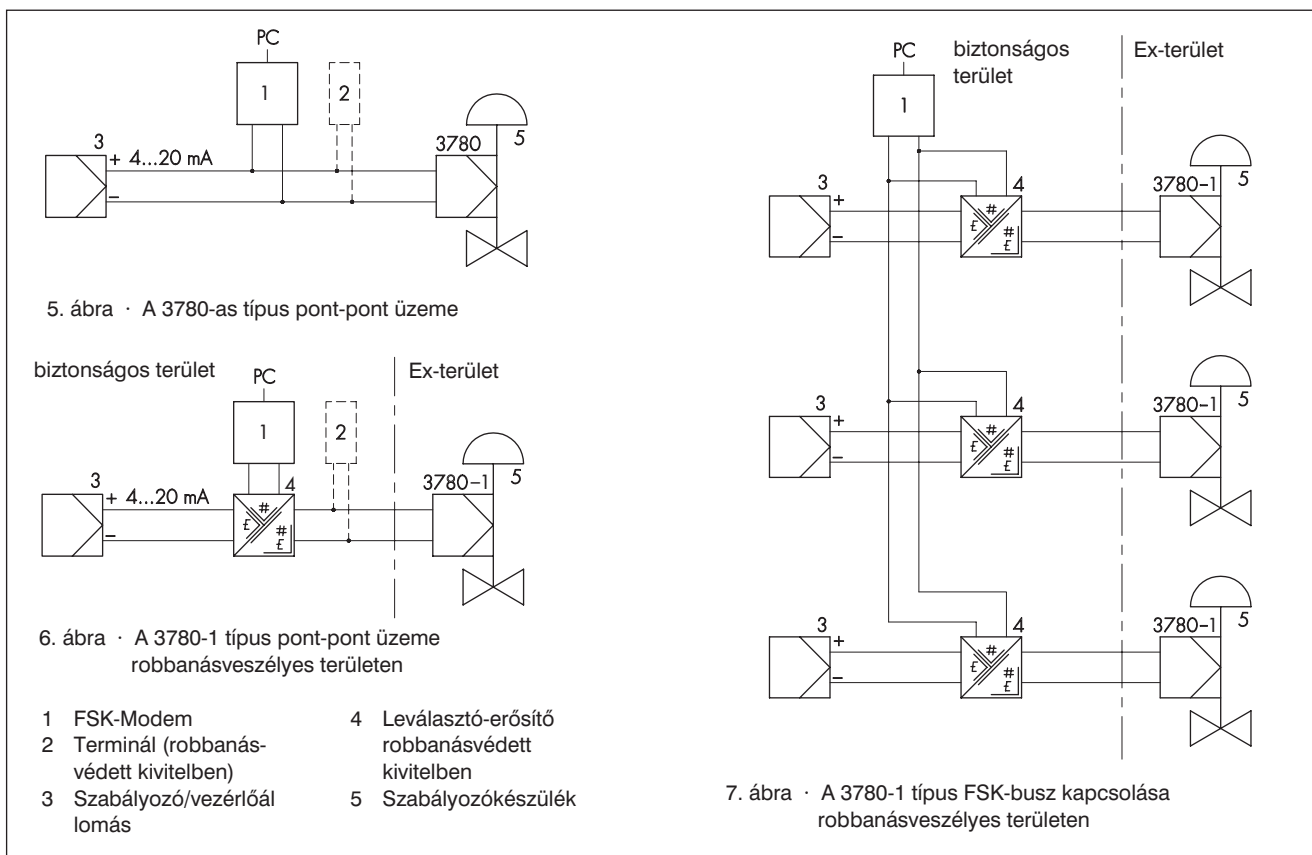 PC
1
2
3
+ 4...20 mA
–
3780
5
5. ábra · A 3780-as típus pont-pont üzeme
biztonságos terület
Ex-terület
PC
1
2
3
+ 4...20 mA
–
4
#
E
#
E
3780-1
5
6. ábra · A 3780-1 típus pont-pont üzeme
robbanásveszélyes területen
1 FSK-Modem
2 Terminál (robbanás-
védett kivitelben)
3 Szabályozó/vezérlőál
lomás
4 Leválasztó-erősítő
robbanásvédett
kivitelben
5 Szabályozókészülék
PC
biztonságos
terület
Ex-terület
1
3
+
–
4
#
E
#
E
3780-1
5
3
+
–
4
#
E
#
E
3780-1
5
3
+
–
4
#
E
#
E
3780-1
5
7. ábra · A 3780-1 típus FSK-busz kapcsolása
robbanásveszélyes területen